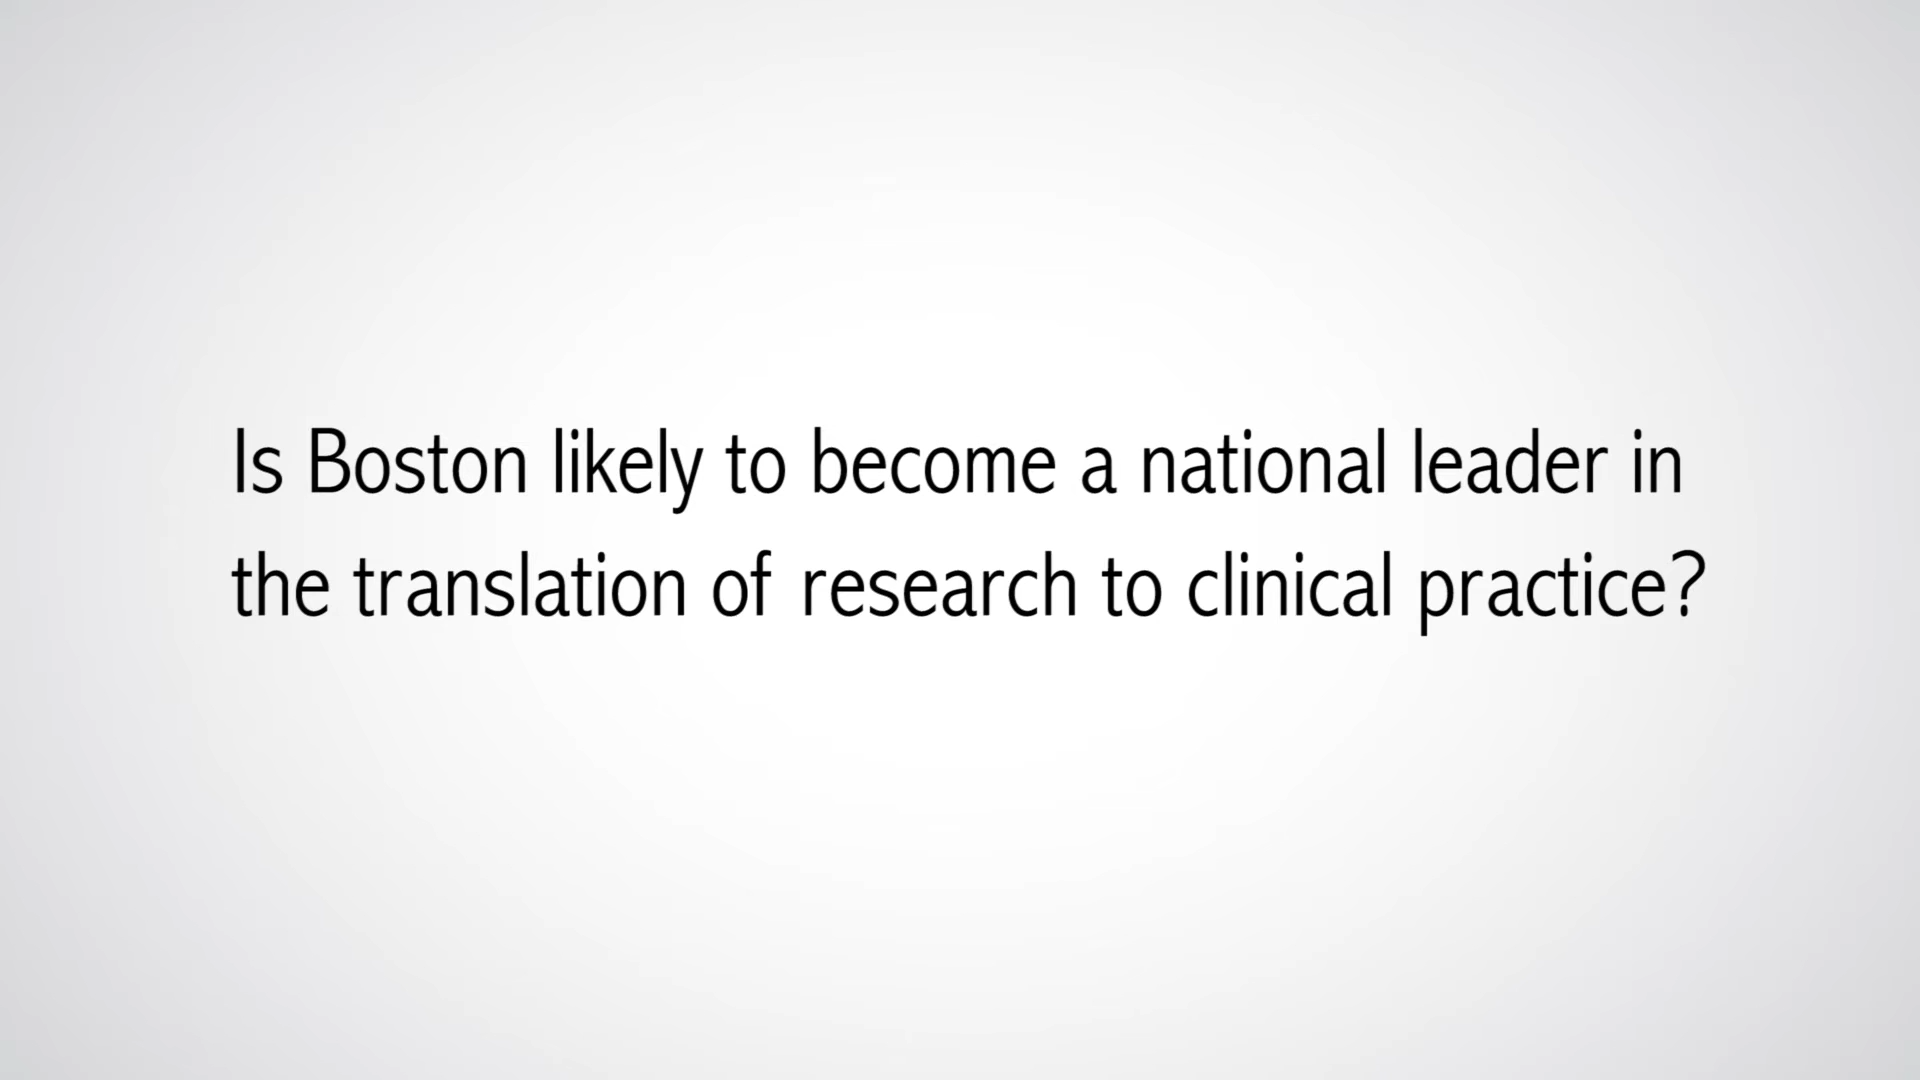 Is Boston likely to become a national leader in
the translation of research to clinical practice?